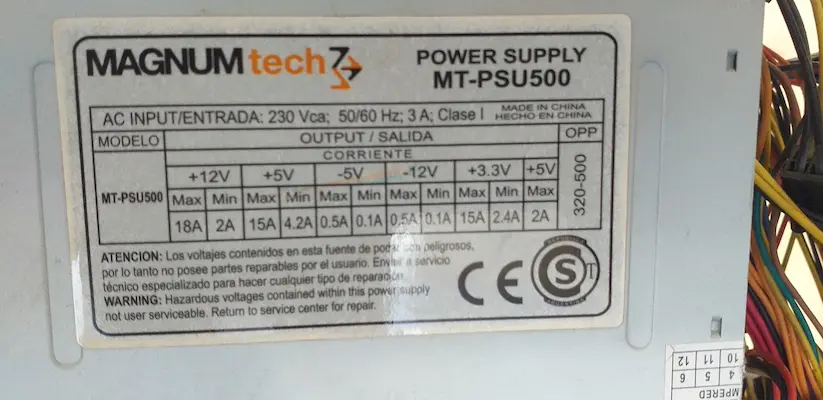 MAGNUM tech
POWER SUPPLY
MT-PSU500
AC INPUT/ENTRADA: 230 Vca; 50/60 Hz; 3 A; Clase I
MADE IN CHINA
HECHO EN CHINA
MODELO OUTPUT / SALIDA OPP
CORRIENTE
+12V +5V -5V -12V +3.3V +5V
MT-PSU500 Max Min Max Min Max Min Max Min Max Min Max 320-500
18A 2A 15A 4.2A 0.5A 0.1A 0.5A 0.1A 15A 2.4A 2A
ATENCION: Los voltajes contenidos en esta fuente de poder son peligrosos,
por lo tanto no posee partes reparables por el usuario. Envie a servicio
técnico especializado para hacer cualquier tipo de reparación.
WARNING: Hazardous voltages contained within this power supply
not user serviceable. Return to service center for repair.
CE
S T
ARGENTINA
MPERED
4 5 6
10 11 12